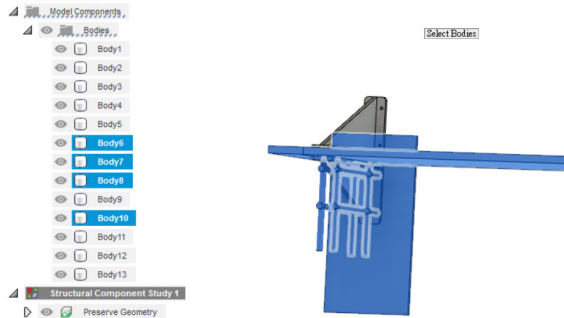 Model Components
Bodies
Body1
Body2
Body3
Body4
Body5
Body6
Body7
Body8
Body9
Body10
Body11
Body12
Body13
Structural Component Study 1
Preserve Geometry
Select Bodies